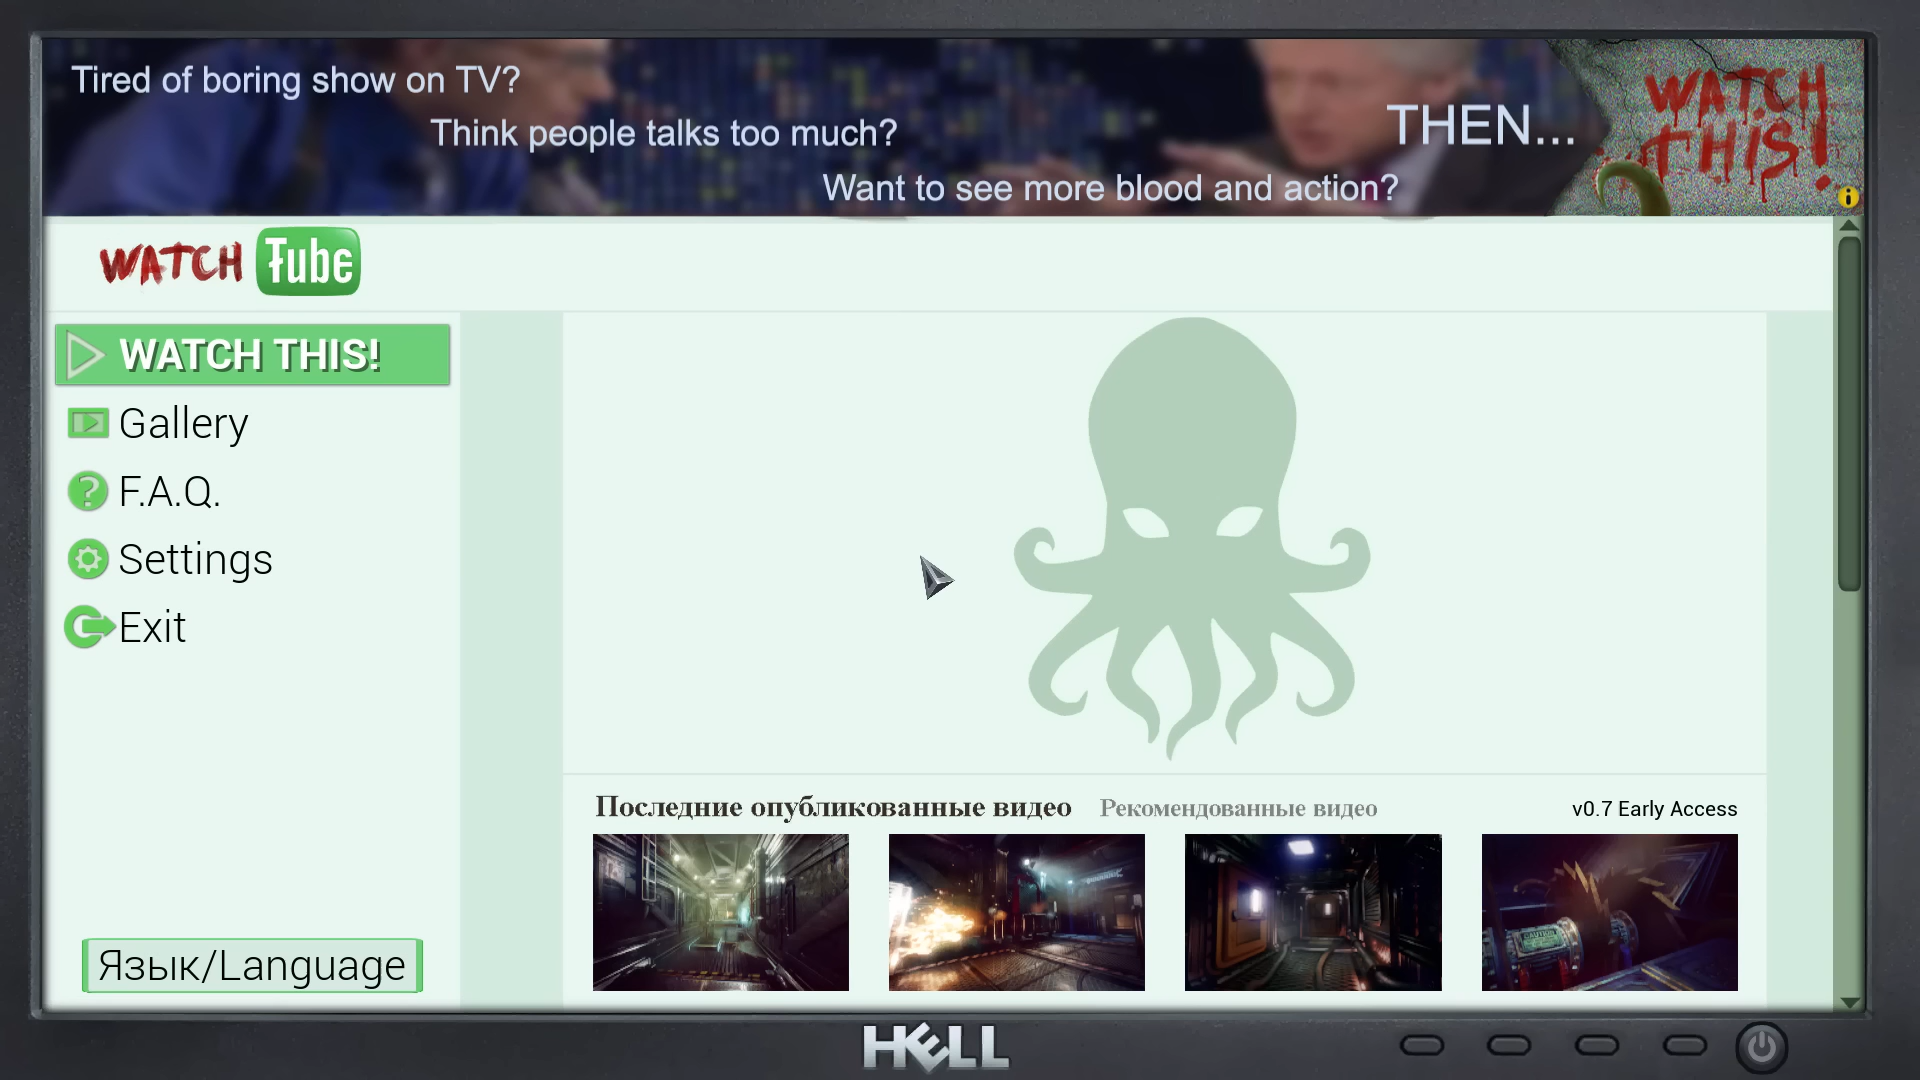 Tired of boring show on TV?
Think people talks too much?
Want to see more blood and action?
THEN...
WATCH
THIS!
WATCH Tube
WATCH THIS!
Gallery
F.A.Q.
Settings
Exit
Последние опубликованные видео
Рекомендованные видео
v0.7 Early Access
CAUTION
Язык/Language
HELL